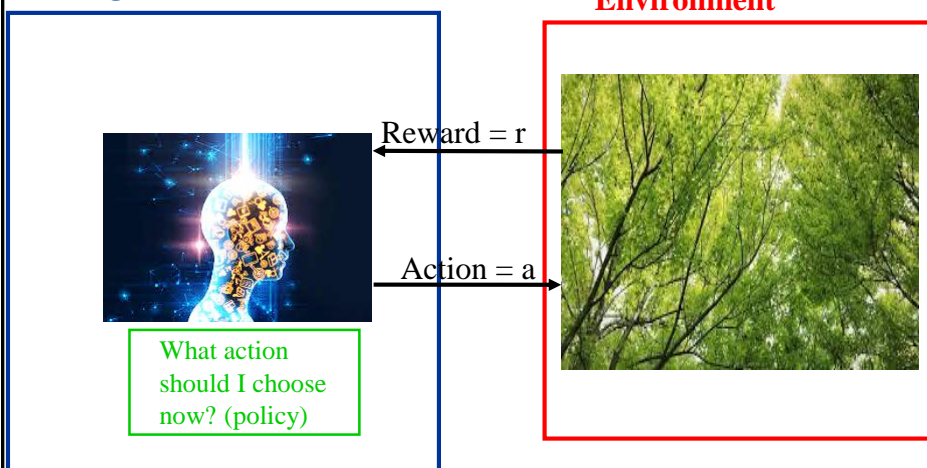 Environment
Reward = r
Action = a
What action
should I choose
now? (policy)